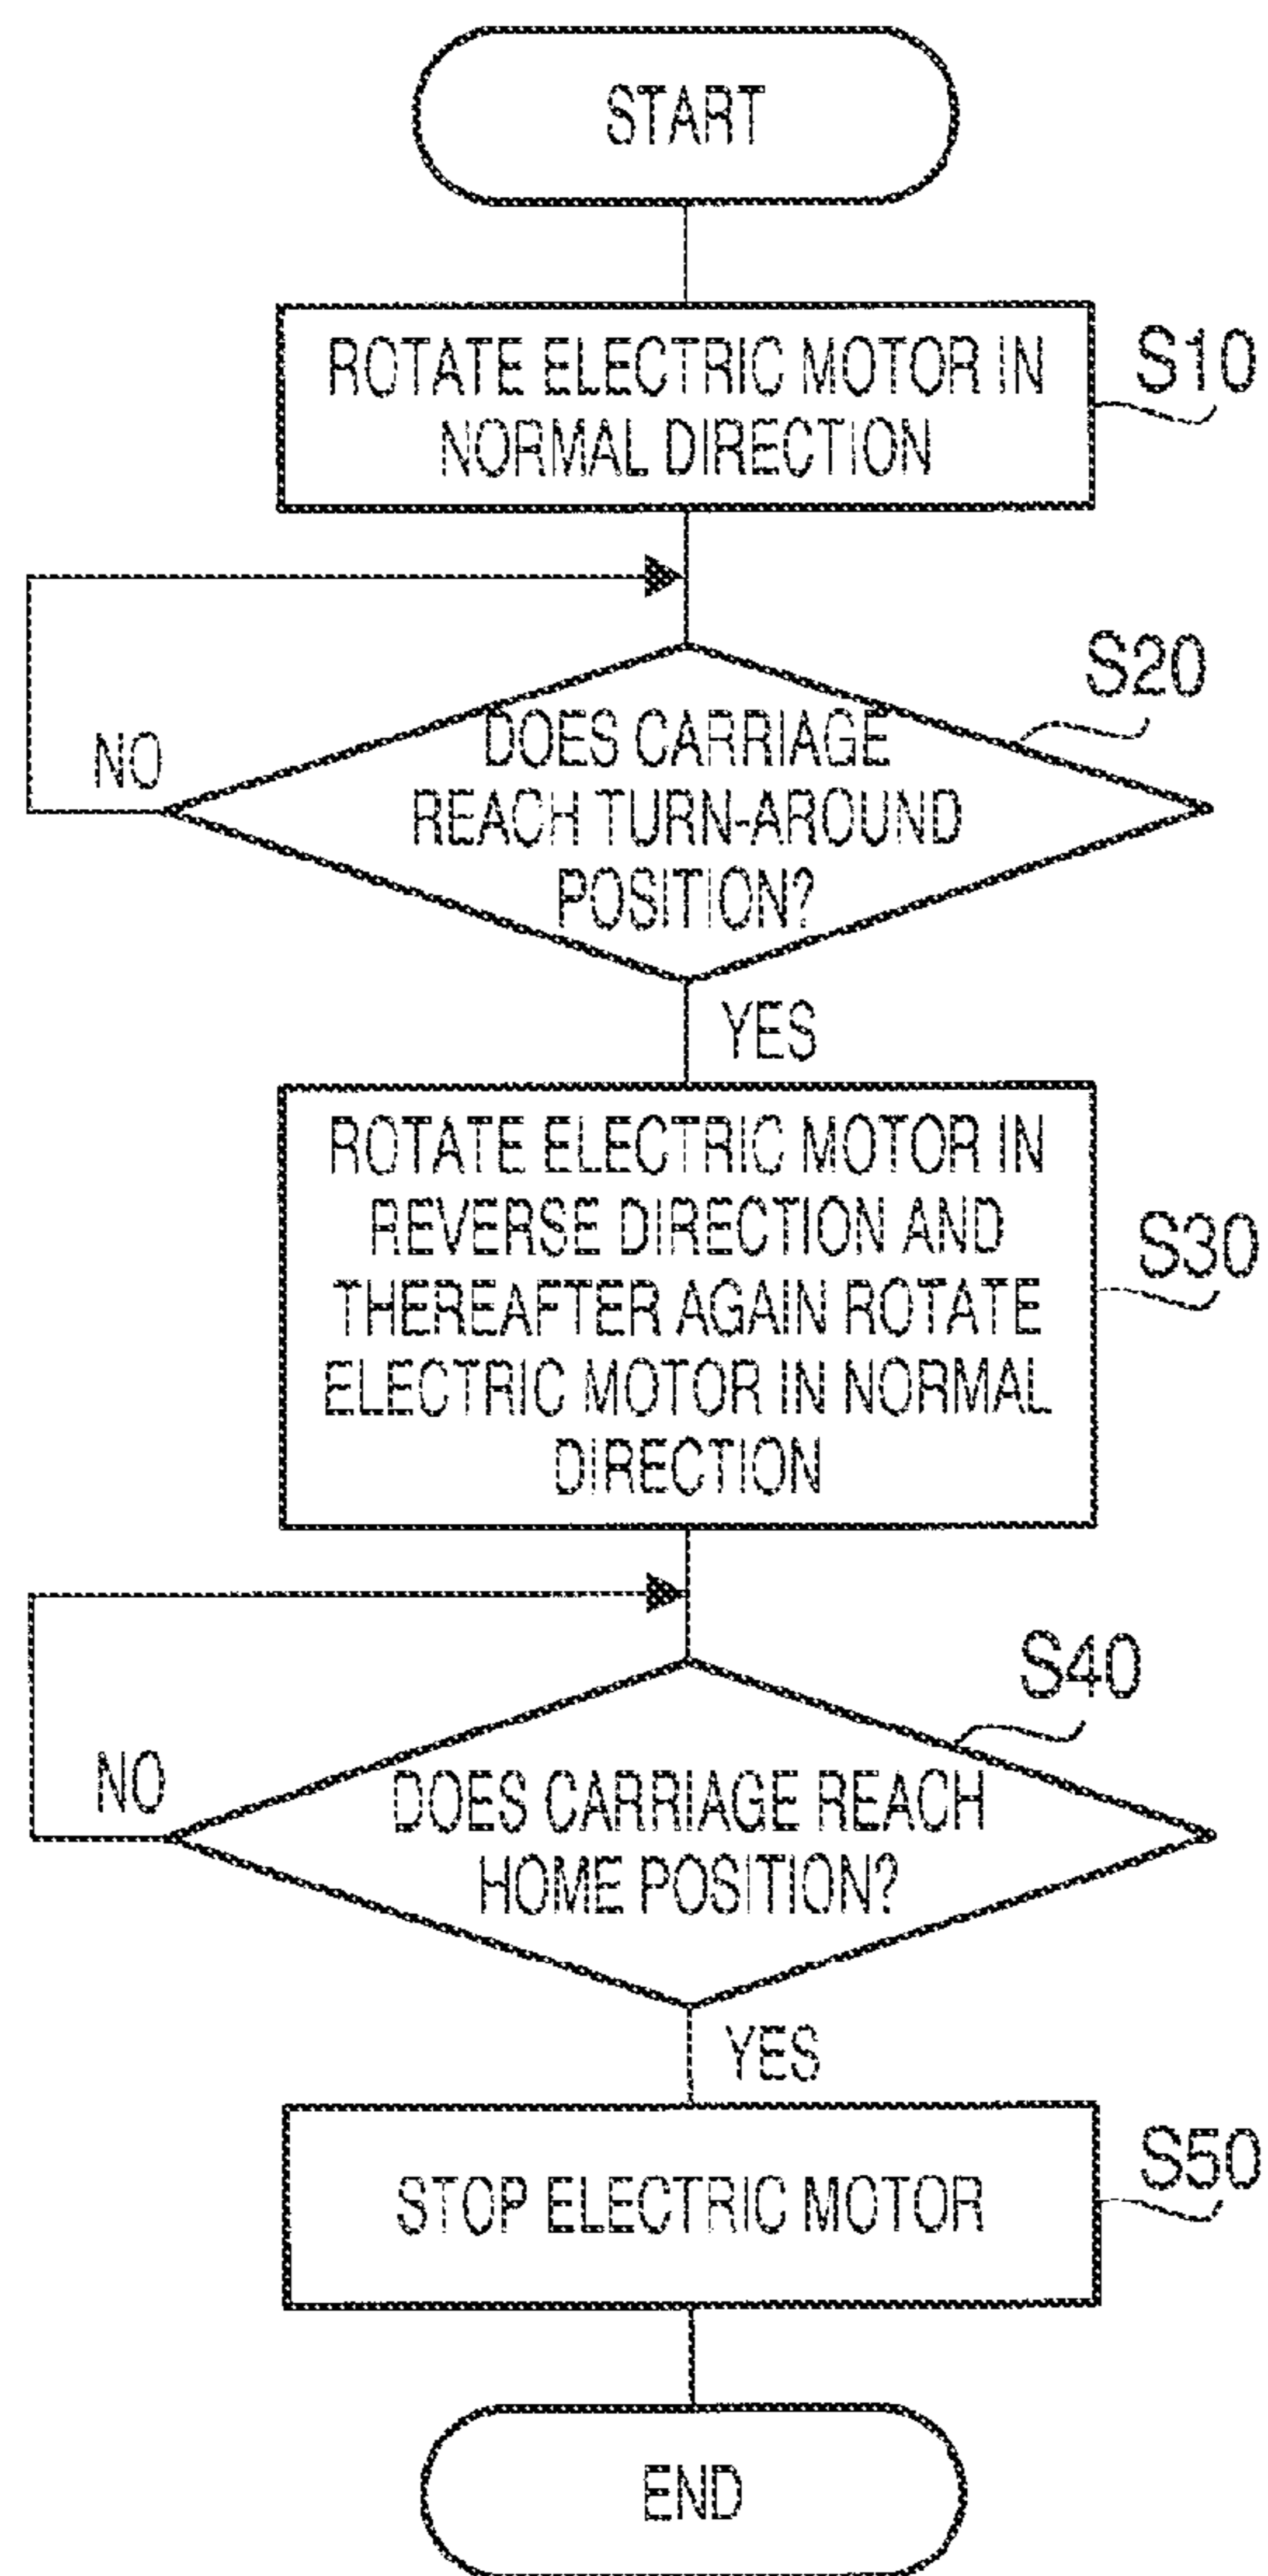 START
ROTATE ELECTRIC MOTOR IN
NORMAL DIRECTION
S10
S20
NO
DOES CARRIAGE
REACH TURN-AROUND
POSITION?
YES
ROTATE ELECTRIC MOTOR IN
REVERSE DIRECTION AND
THEREAFTER AGAIN ROTATE
ELECTRIC MOTOR IN NORMAL
DIRECTION
S30
S40
NO
DOES CARRIAGE REACH
HOME POSITION?
YES
STOP ELECTRIC MOTOR
S50
END